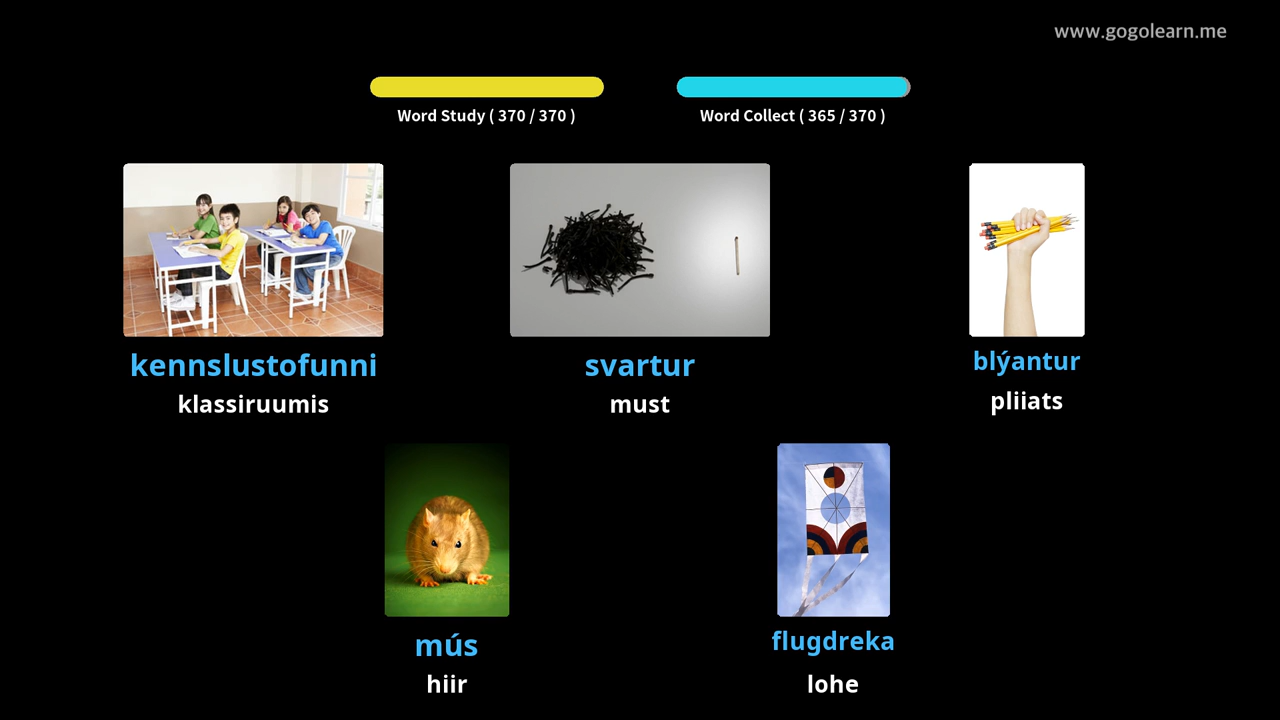 www.gogolearn.me
Word Study ( 370 / 370 )
Word Collect ( 365 / 370 )
kennslustofunni
klassiruumis
svartur
must
blýantur
pliiats
mús
hiir
flugdreka
lohe